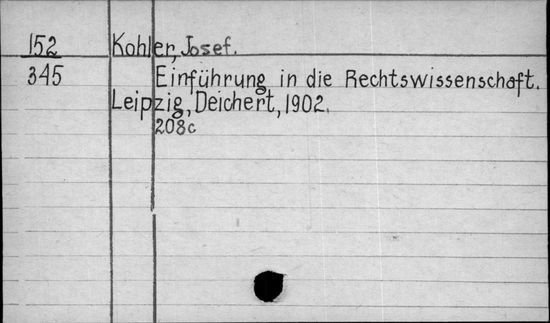 152 Kohler, Josef.
345 Einführung in die Rechtswissenschaft.
Leipzig, Deichert, 1902.
208c